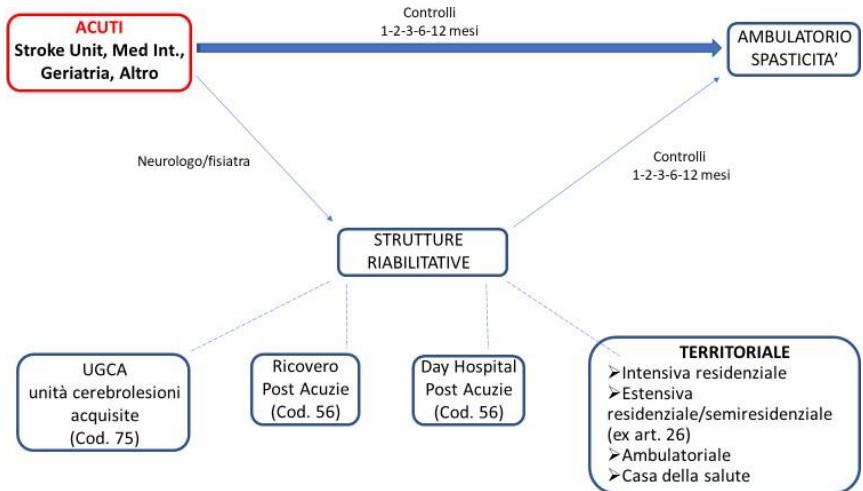 ACUTI
Stroke Unit, Med Int.,
Geriatria, Altro
Controlli
1-2-3-6-12 mesi
AMBULATORIO
SPASTICITA’
Neurologo/fisiatra
Controlli
1-2-3-6-12 mesi
STRUTTURE
RIABILITATIVE
UGCA
unità cerebrolesioni
acquisite
(Cod. 75)
Ricovero
Post Acuzie
(Cod. 56)
Day Hospital
Post Acuzie
(Cod. 56)
TERRITORIALE
➢Intensiva residenziale
➢Estensiva
residenziale/semiresidenziale
(ex art. 26)
➢Ambulatoriale
➢Casa della salute